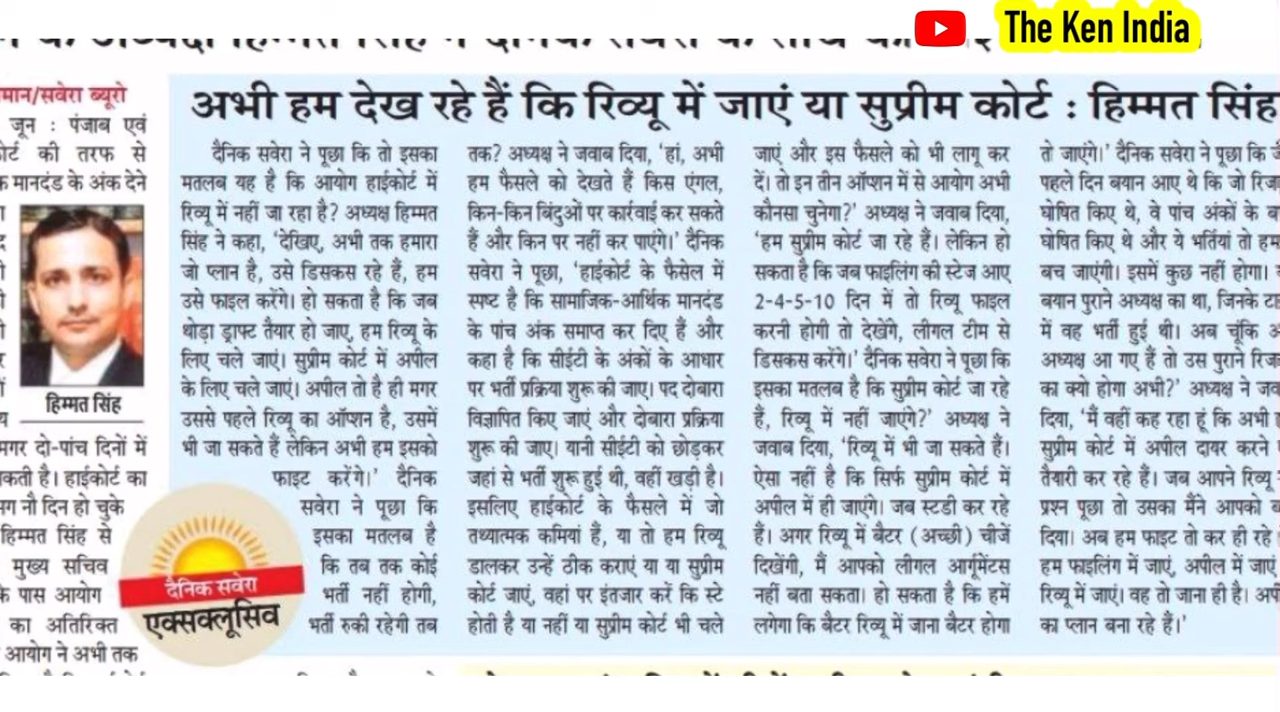 The Ken India
अभी हम देख रहे हैं कि रिव्यू में जाएं या सुप्रीम कोर्ट : हिम्मत सिंह
मान/सवेरा ब्यूरो
जून : पंजाब एवं
की तरफ से
मानदंड के अंक देने
हिम्मत सिंह
मगर दो-पांच दिनों में
है। हाईकोर्ट का
नौ दिन हो चुके
हिम्मत सिंह से
मुख्य सचिव
के पास आयोग
का अतिरिक्त
आयोग ने अभी तक
दैनिक सवेरा ने पूछा कि तो इसका
मतलब यह है कि आयोग हाईकोर्ट में
रिव्यू में नहीं जा रहा है? अध्यक्ष हिम्मत
सिंह ने कहा, ‘देखिए, अभी तक हमारा
जो प्लान है, उसे डिसकस रहे हैं, हम
उसे फाइल करेंगे। हो सकता है कि जब
थोड़ा ड्राफ्ट तैयार हो जाए, हम रिव्यू के
लिए चले जाएं। सुप्रीम कोर्ट में अपील
के लिए चले जाएं। अपील तो है ही मगर
उससे पहले रिव्यू का ऑप्शन है, उसमें
भी जा सकते हैं लेकिन अभी हम इसको
फाइट करेंगे।’ दैनिक
सवेरा ने पूछा कि
इसका मतलब है
कि तब तक कोई
भर्ती नहीं होगी,
भर्ती रुकी रहेगी तब
दैनिक सवेरा
एक्सक्लूसिव
तक? अध्यक्ष ने जवाब दिया, ‘हां, अभी
हम फैसले को देखते हैं किस एंगल,
किन-किन बिंदुओं पर कार्रवाई कर सकते
हैं और किन पर नहीं कर पाएंगे।’ दैनिक
सवेरा ने पूछा, ‘हाईकोर्ट के फैसेल में
स्पष्ट है कि सामाजिक-आर्थिक मानदंड
के पांच अंक समाप्त कर दिए हैं और
कहा है कि सीईटी के अंकों के आधार
पर भर्ती प्रक्रिया शुरू की जाए। पद दोबारा
विज्ञापित किए जाएं और दोबारा प्रक्रिया
शुरू की जाए। यानी सीईटी को छोड़कर
जहां से भर्ती शुरू हुई थी, वहीं खड़ी है।
इसलिए हाईकोर्ट के फैसले में जो
तथ्यात्मक कमियां हैं, या तो हम रिव्यू
डालकर उन्हें ठीक कराएं या या सुप्रीम
कोर्ट जाएं, वहां पर इंतजार करें कि स्टे
होती है या नहीं या सुप्रीम कोर्ट भी चले
जाएं और इस फैसले को भी लागू कर
दें। तो इन तीन ऑप्शन में से आयोग अभी
कौनसा चुनेगा?’ अध्यक्ष ने जवाब दिया,
‘हम सुप्रीम कोर्ट जा रहे हैं। लेकिन हो
सकता है कि जब फाइलिंग की स्टेज आए
2-4-5-10 दिन में तो रिव्यू फाइल
करनी होगी तो देखेंगे, लीगल टीम से
डिसकस करेंगे।’ दैनिक सवेरा ने पूछा कि
इसका मतलब है कि सुप्रीम कोर्ट जा रहे
हैं, रिव्यू में नहीं जाएंगे?’ अध्यक्ष ने
जवाब दिया, ‘रिव्यू में भी जा सकते हैं।
ऐसा नहीं है कि सिर्फ सुप्रीम कोर्ट में
अपील में ही जाएंगे। जब स्टडी कर रहे
हैं। अगर रिव्यू में बैटर (अच्छी) चीजें
दिखेंगी, मैं आपको लीगल आर्गूमेंटस
नहीं बता सकता। हो सकता है कि हमें
लगेगा कि बैटर रिव्यू में जाना बैटर होगा
तो जाएंगे।’ दैनिक सवेरा ने पूछा कि
पहले दिन बयान आए थे कि जो
घोषित किए थे, वे पांच अंकों के
घोषित किए थे और ये भर्तियां तो हम
बच जाएंगी। इसमें कुछ नहीं होगा।
बयान पुराने अध्यक्ष का था, जिनके
में वह भर्ती हुई थी। अब चूंकि
अध्यक्ष आ गए हैं तो उस पुराने
का क्यो होगा अभी?’ अध्यक्ष ने
दिया, ‘मैं वहीं कह रहा हूं कि अभी
सुप्रीम कोर्ट में अपील दायर करने
तैयारी कर रहे हैं। जब आपने रिव्यू
प्रश्न पूछा तो उसका मैंने आपको
दिया। अब हम फाइट तो कर ही रहे
हम फाइलिंग में जाएं, अपील में जाएं
रिव्यू में जाएं। वह तो जाना ही है।
का प्लान बना रहे हैं।’